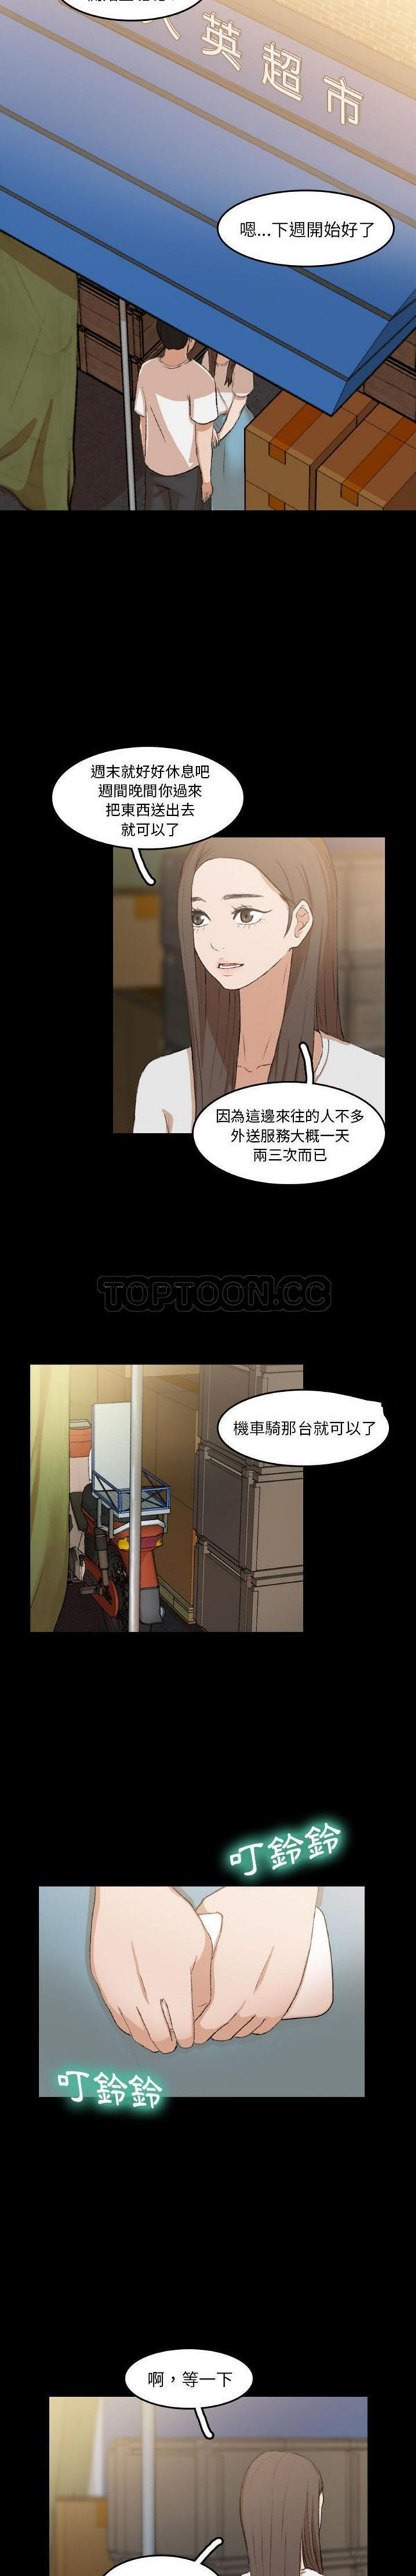 英超市
嗯...下週開始好了
週末就好好休息吧
週間晚間你過來
把東西送出去
就可以了
因為這邊來往的人不多
外送服務大概一天
兩三次而已
TOPTOON.CC
機車騎那台就可以了
叮鈴鈴
叮鈴鈴
啊，等一下